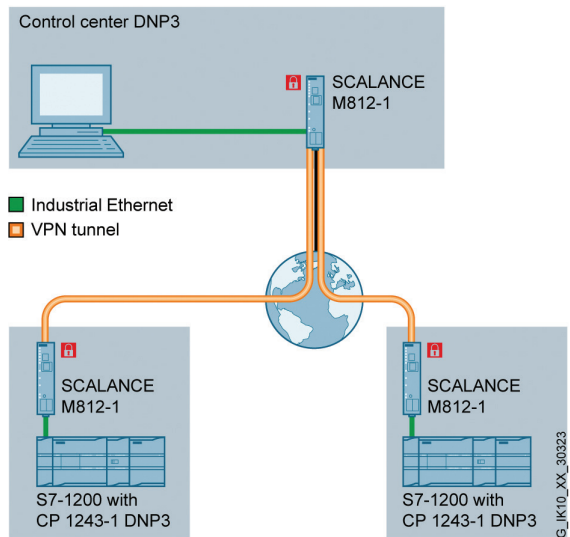 Control center DNP3
SCALANCE
M812-1
Industrial Ethernet
VPN tunnel
SCALANCE
M812-1
S7-1200 with
CP 1243-1 DNP3
SCALANCE
M812-1
S7-1200 with
CP 1243-1 DNP3
G_IK10_XX_30323